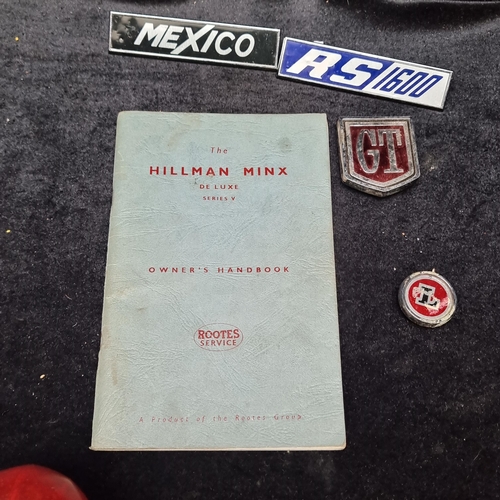 MEXICO
RS1600
GT
The
HILLMAN MINX
DE LUXE
SERIES V
OWNER'S HANDBOOK
L
ROOTES
SERVICE
A Product of the Rootes Group